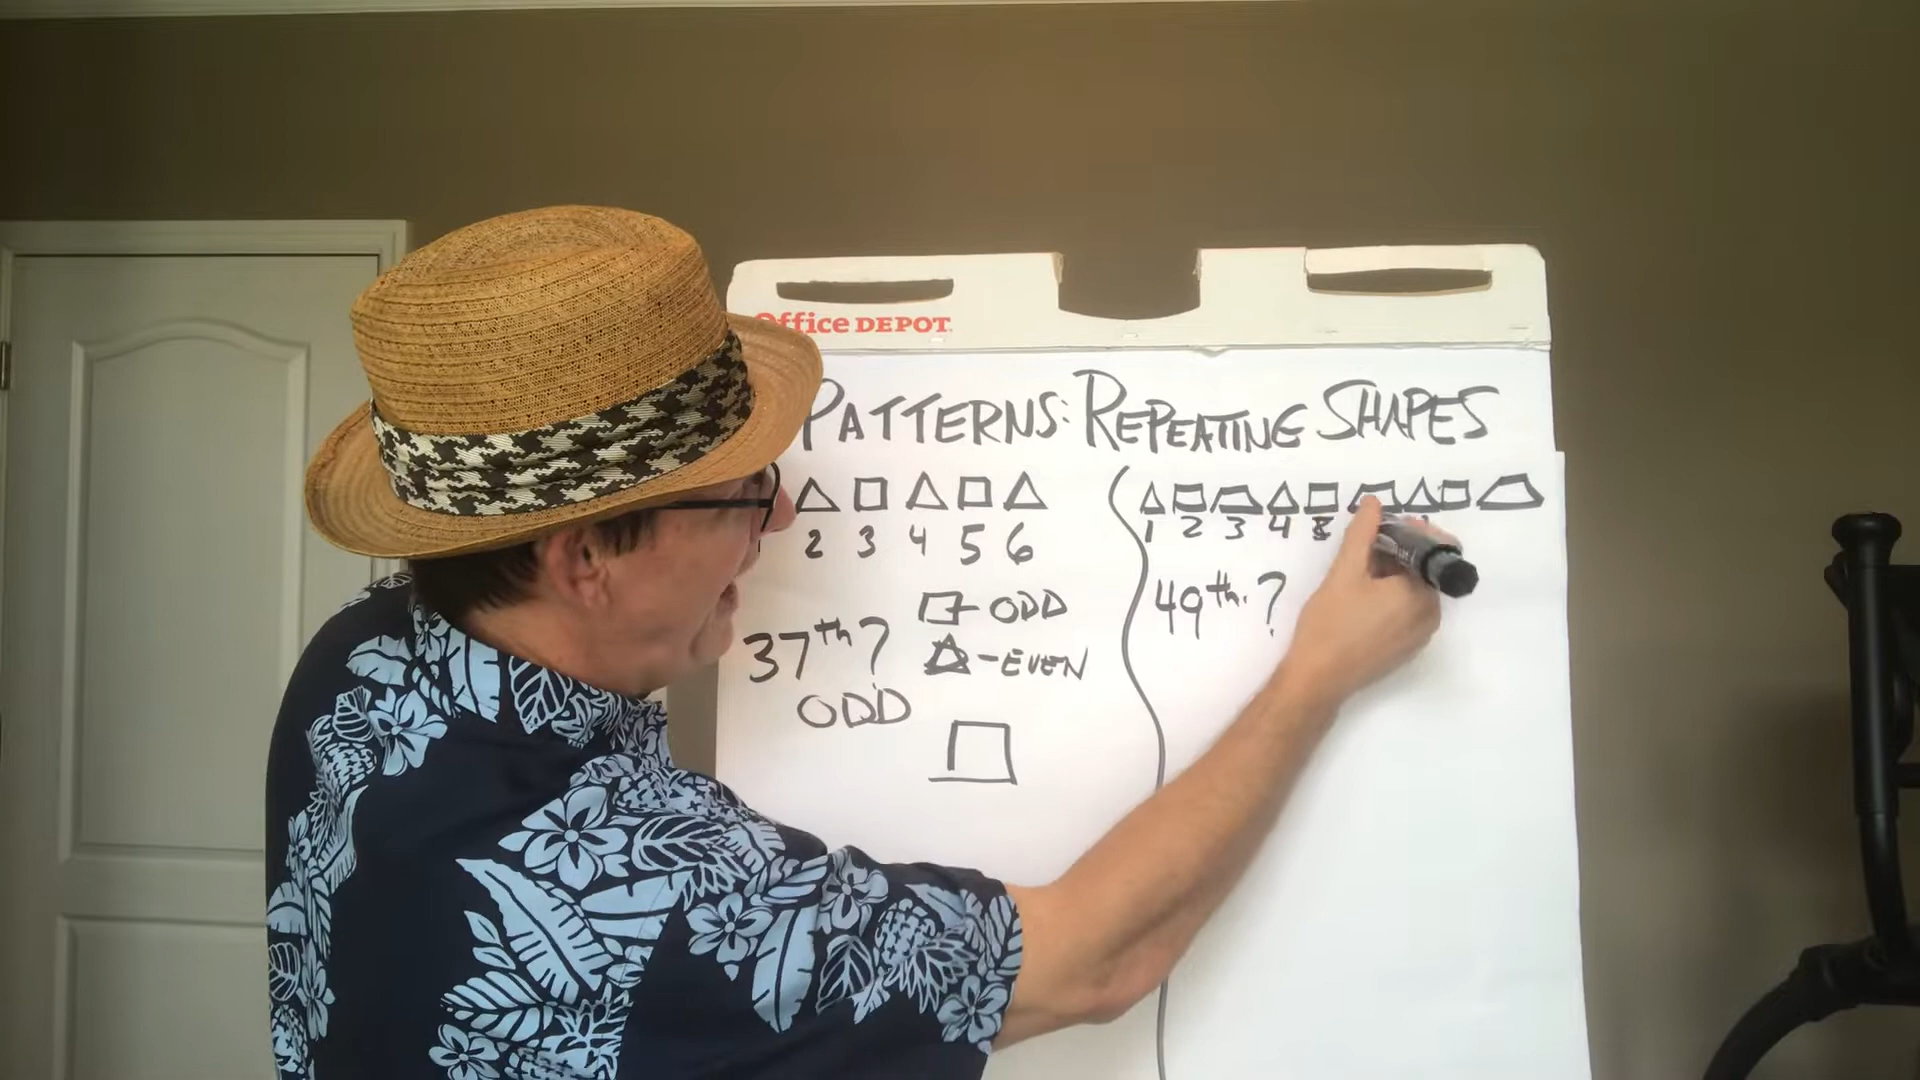 Office DEPOT
PATTERNS: REPEATING SHAPES
2 3 4 5 6
37th?
ODD
- ODD
- EVEN
1 2 3 4
49th. ?